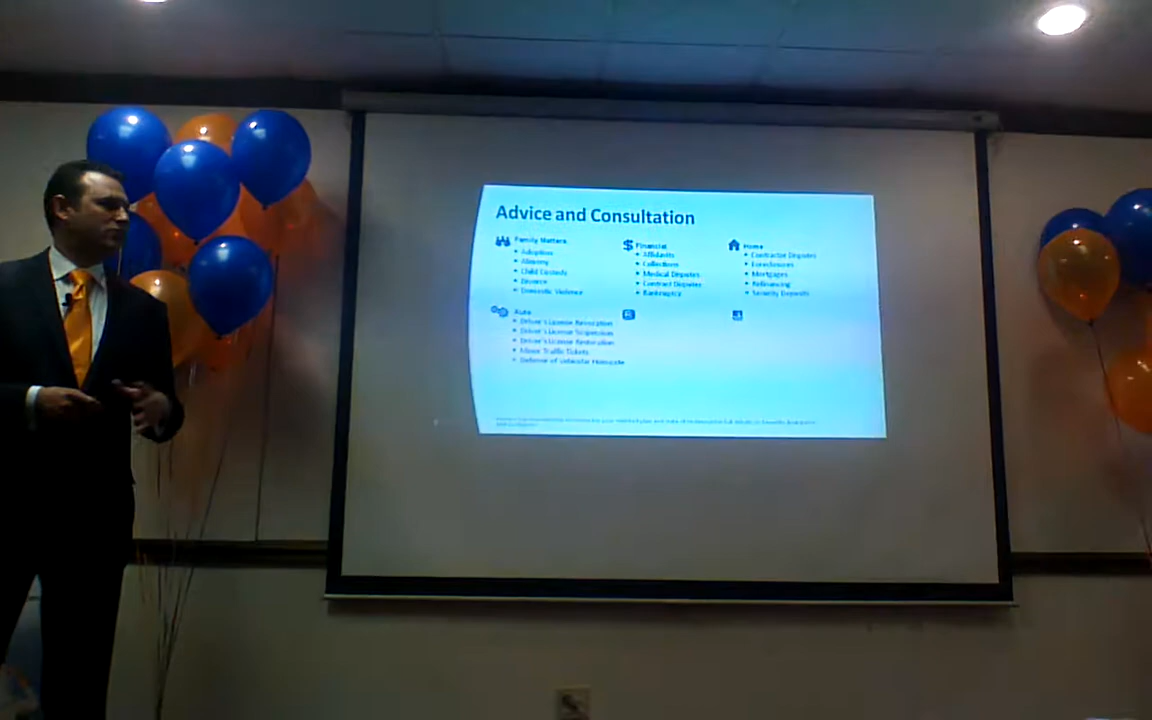 Advice and Consultation
Family Matters
• Adoption
• Alimony
• Child Custody
• Divorce
• Domestic Violence
Financial
• Affidavits
• Collections
• Medical Disputes
• Contract Disputes
• Bankruptcy
Home
• Contractor Disputes
• Foreclosures
• Mortgages
• Refinancing
• Security Deposits
Auto
• Driver's License Revocation
• Driver's License Suspension
• Driver's License Restoration
• Minor Traffic Tickets
• Defense of Vehicular Homicide